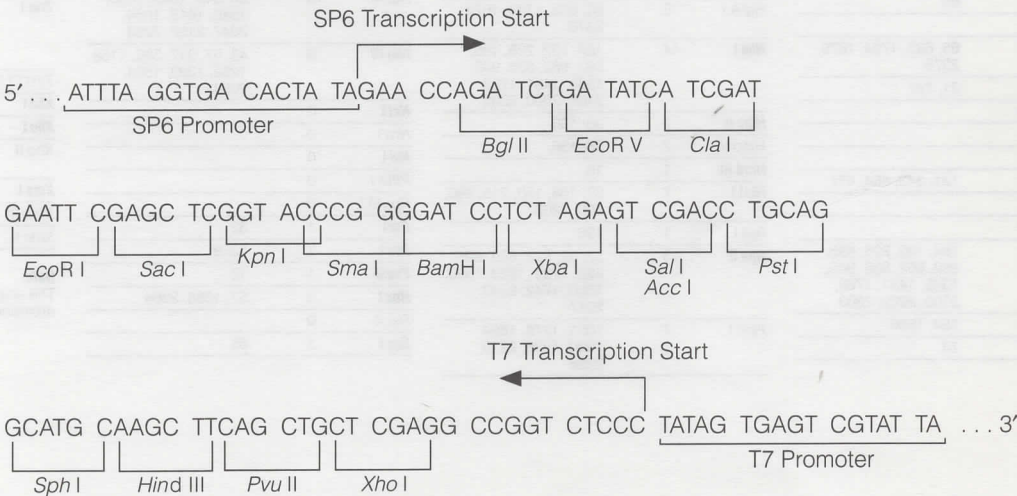 SP6 Transcription Start
5′ . . . ATTTA GGTGA CACTA TAGAA CCAGA TCTGA TATCA TCGAT
SP6 Promoter
Bgl II EcoR V Cla I
GAATT CGAGC TCGGT ACCCG GGGAT CCTCT AGAGT CGACC TGCAG
EcoR I Sac I Kpn I Sma I BamH I Xba I Sal I Pst I
Acc I
T7 Transcription Start
GCATG CAAGC TTCAG CTGCT CGAGG CCGGT CTCCC TATAG TGAGT CGTAT TA . . . 3′
T7 Promoter
Sph I Hind III Pvu II Xho I